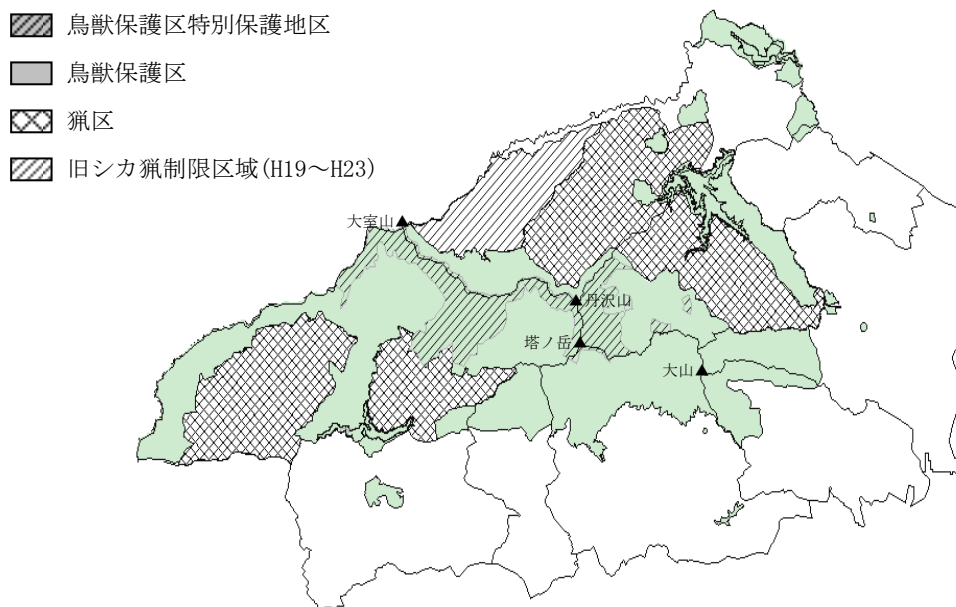 鳥獣保護区特別保護地区
鳥獣保護区
猟区
旧シカ猟制限区域(H19～H23)
大室山
丹沢山
塔ノ岳
大山